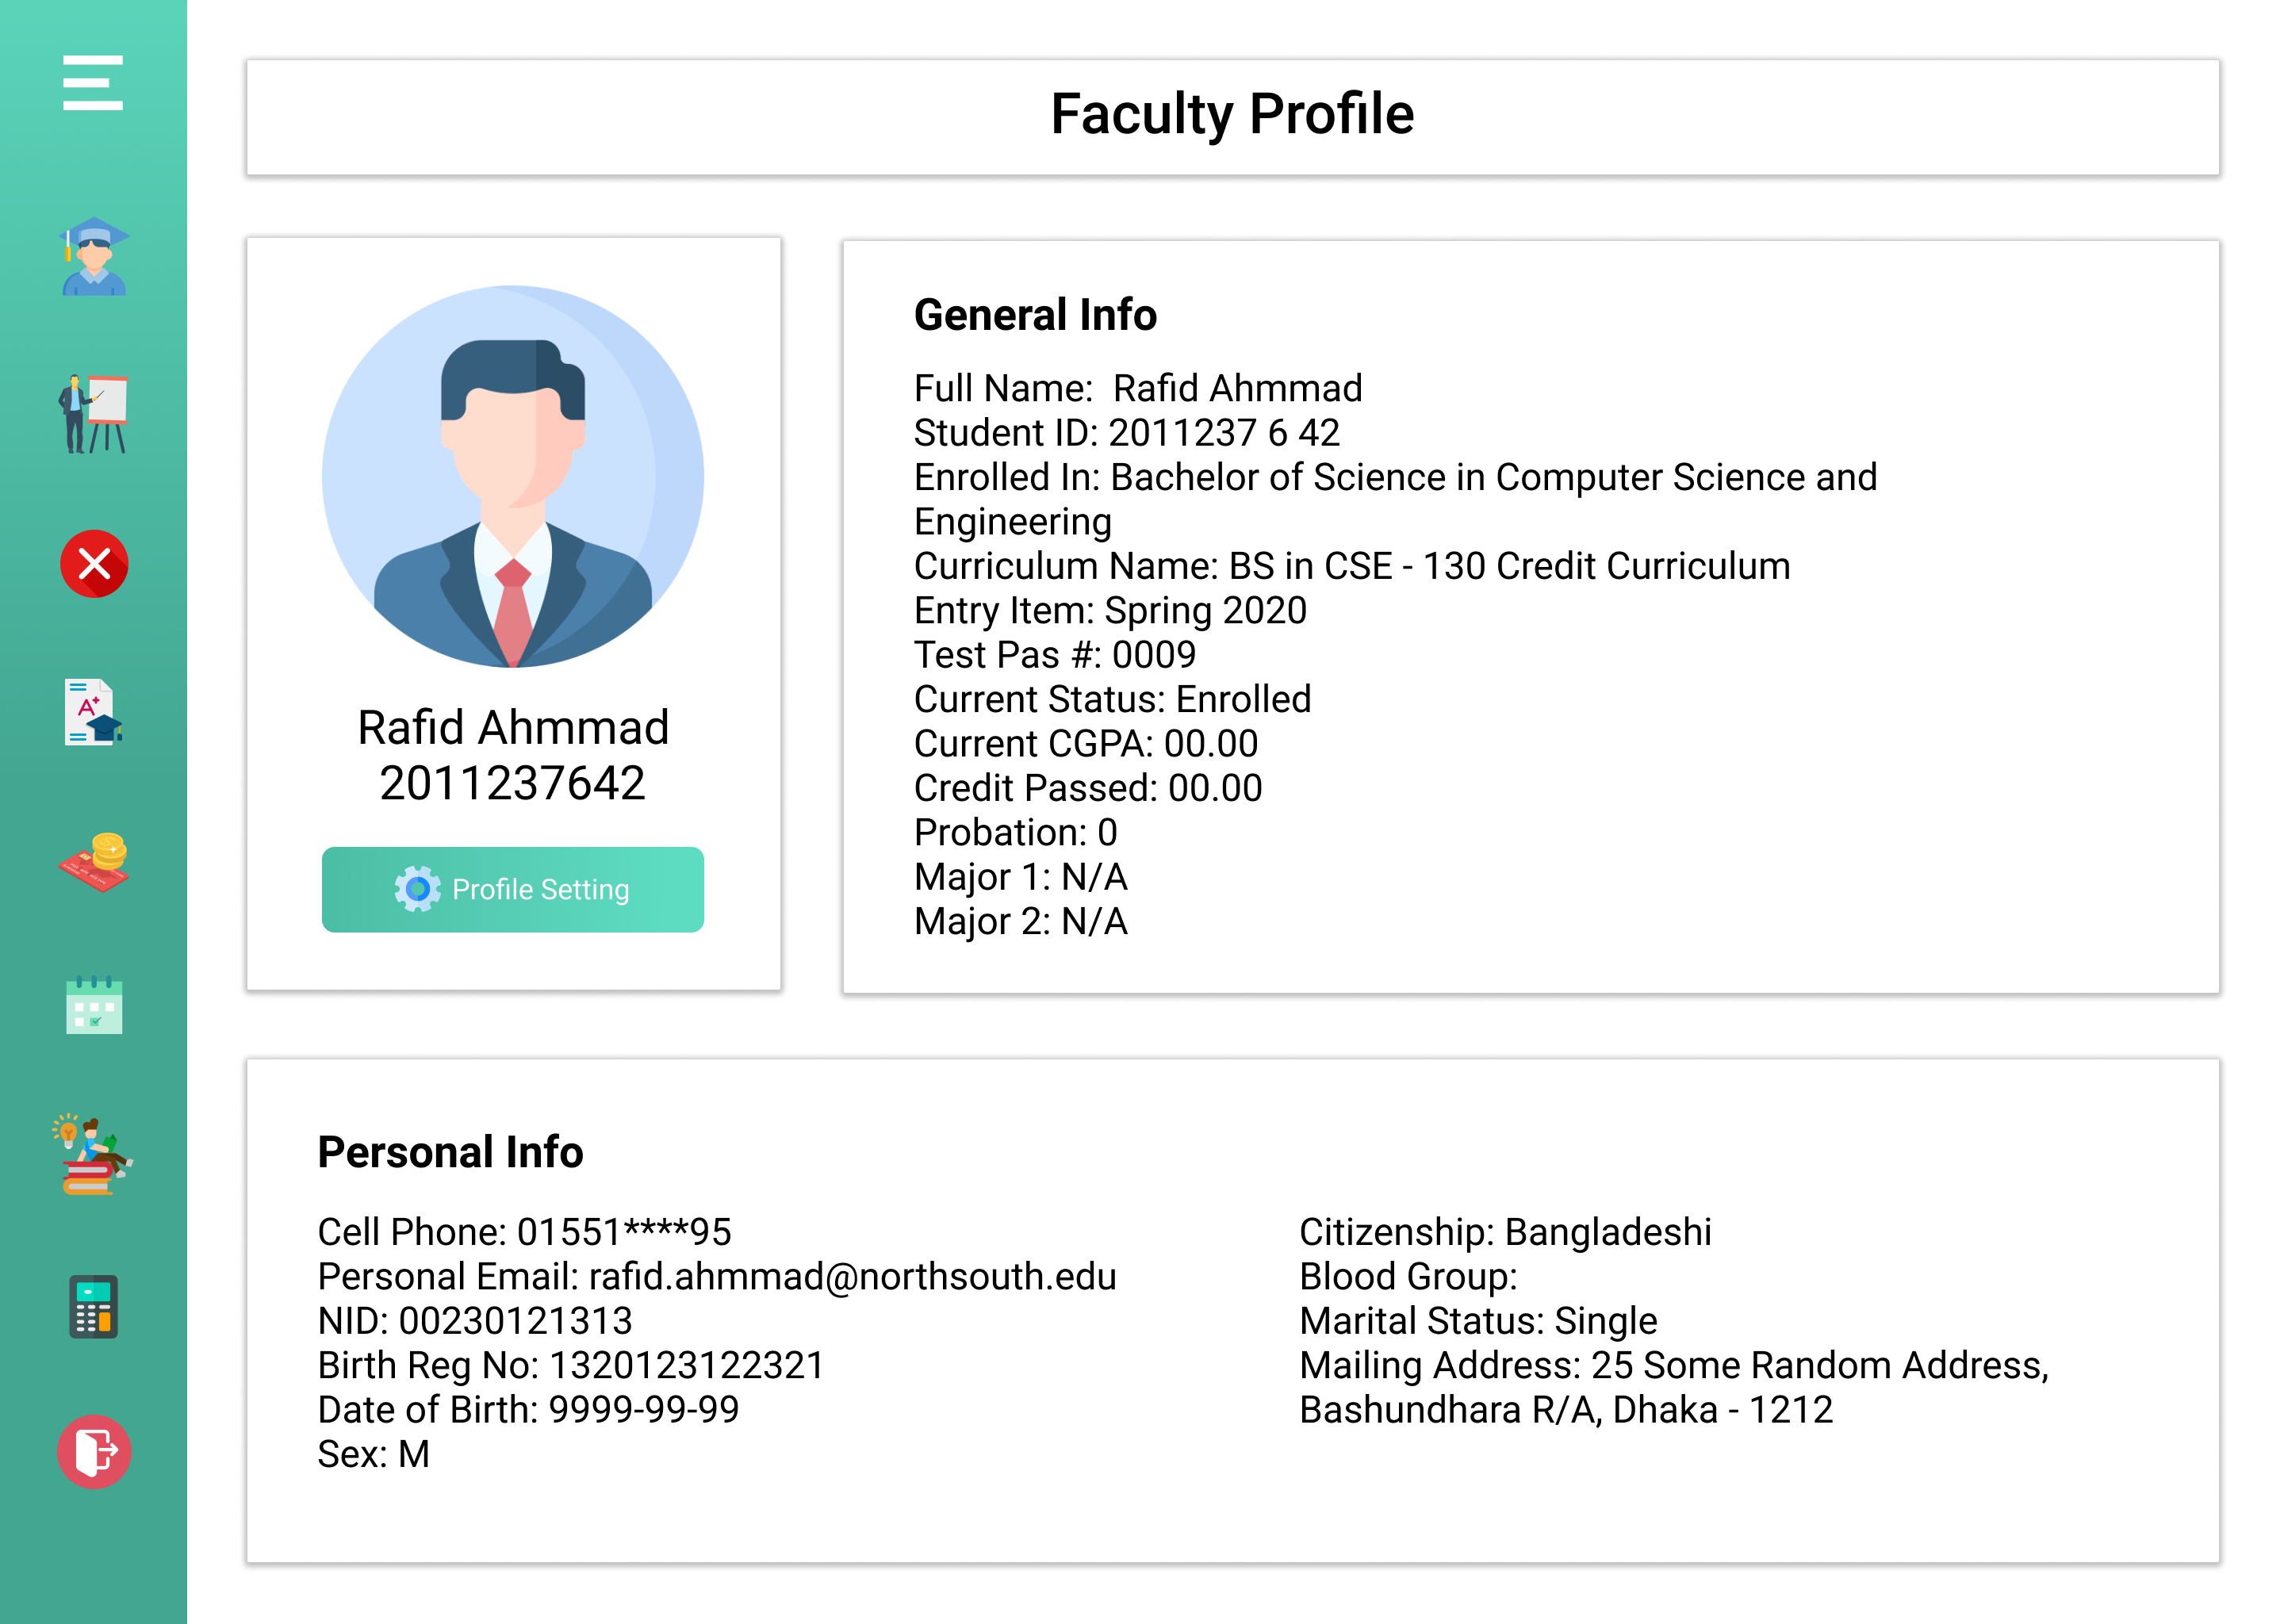 Faculty Profile
Rafid Ahmmad
2011237642
Profile Setting
General Info
Full Name:  Rafid Ahmmad
Student ID: 2011237 6 42
Enrolled In: Bachelor of Science in Computer Science and
Engineering
Curriculum Name: BS in CSE - 130 Credit Curriculum
Entry Item: Spring 2020
Test Pas #: 0009
Current Status: Enrolled
Current CGPA: 00.00
Credit Passed: 00.00
Probation: 0
Major 1: N/A
Major 2: N/A
Personal Info
Cell Phone: 01551****95
Personal Email: rafid.ahmmad@northsouth.edu
NID: 00230121313
Birth Reg No: 1320123122321
Date of Birth: 9999-99-99
Sex: M
Citizenship: Bangladeshi
Blood Group:
Marital Status: Single
Mailing Address: 25 Some Random Address,
Bashundhara R/A, Dhaka - 1212
A+